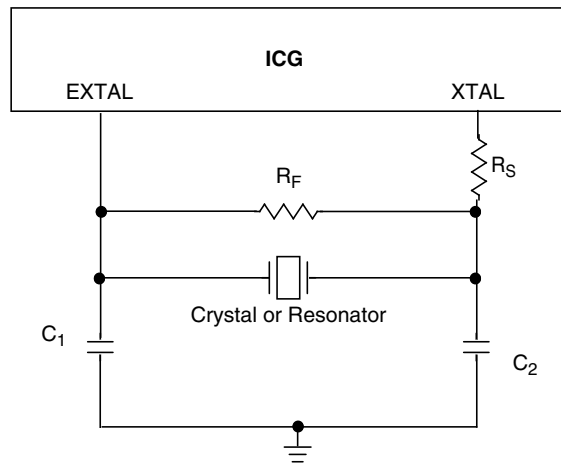 ICG
EXTAL XTAL
R_S
R_F
Crystal or Resonator
C_1
C_2